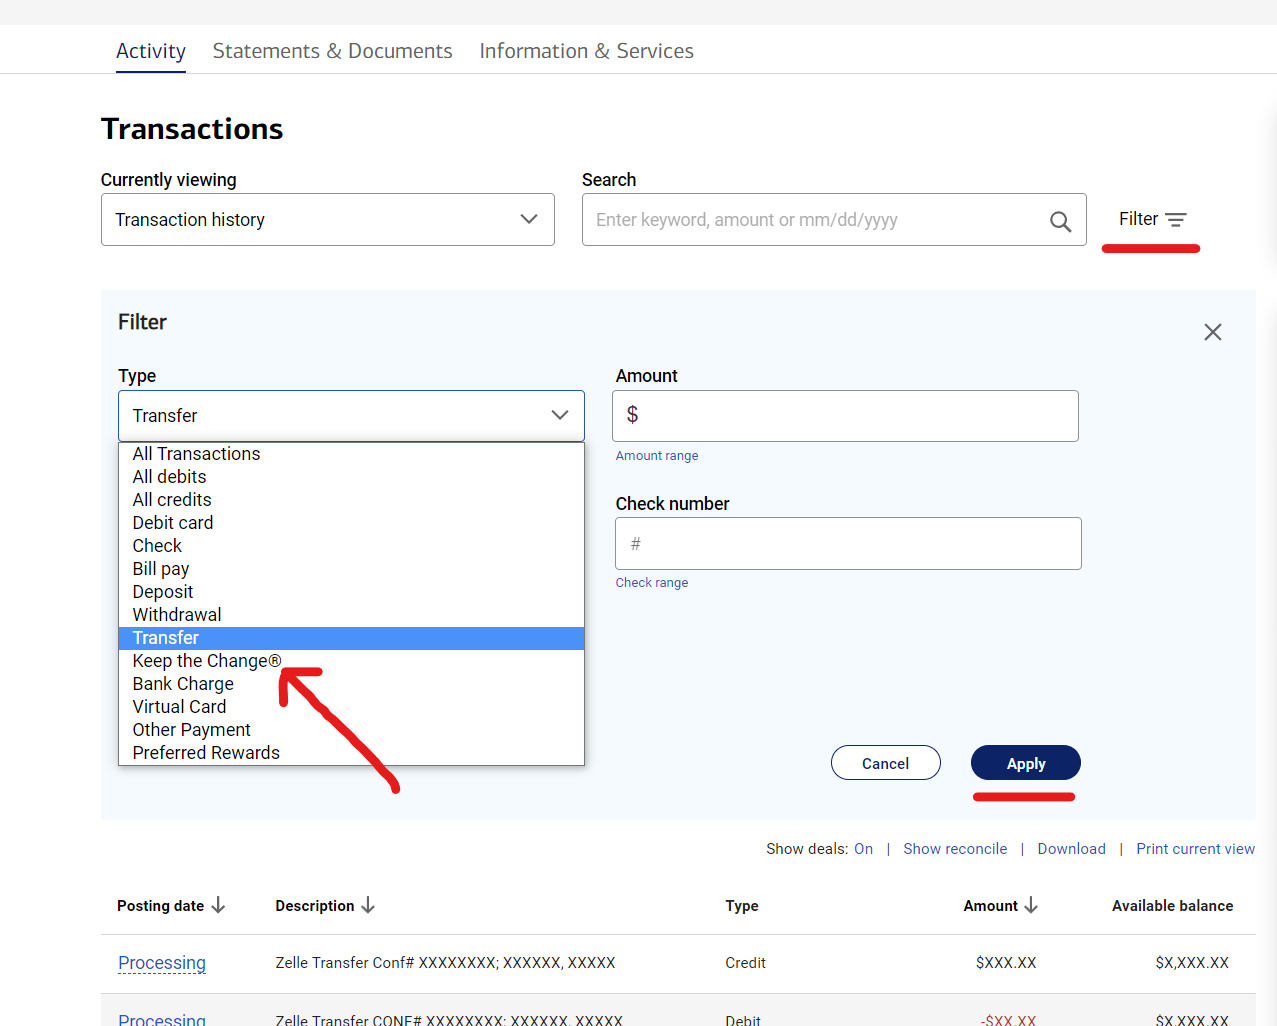 Activity Statements & Documents Information & Services
Transactions
Currently viewing
Transaction history
Search
Enter keyword, amount or mm/dd/yyyy
Filter
Filter
Type
Transfer
All Transactions
All debits
All credits
Debit card
Check
Bill pay
Deposit
Withdrawal
Transfer
Keep the Change®
Bank Charge
Virtual Card
Other Payment
Preferred Rewards
Amount
$
Amount range
Check number
#
Check range
Cancel Apply
Show deals: On | Show reconcile | Download | Print current view
Posting date Description Type Amount Available balance
Processing Zelle Transfer Conf# XXXXXXXX; XXXXXX, XXXXX Credit $XXX.XX $X,XXX.XX
Processing Zelle Transfer CONF# XXXXXXXX; XXXXXX, XXXXX Debit -$XX.XX $X,XXX.XX